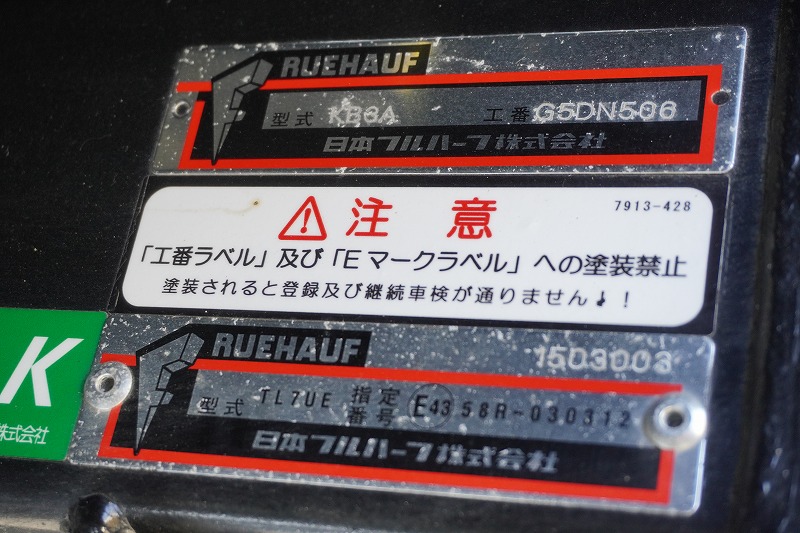 FRUEHAUF
型式 KB6A 工番 G5DN506
日本フルハーフ株式会社
⚠ 注意 7913-428
「工番ラベル」及び「Eマークラベル」への塗装禁止
塗装されると登録及び継続車検が通りません！
FRUEHAUF 15D3003
型式 TL7UE 指定番号 E43 58R-030312
日本フルハーフ株式会社
K
株式会社